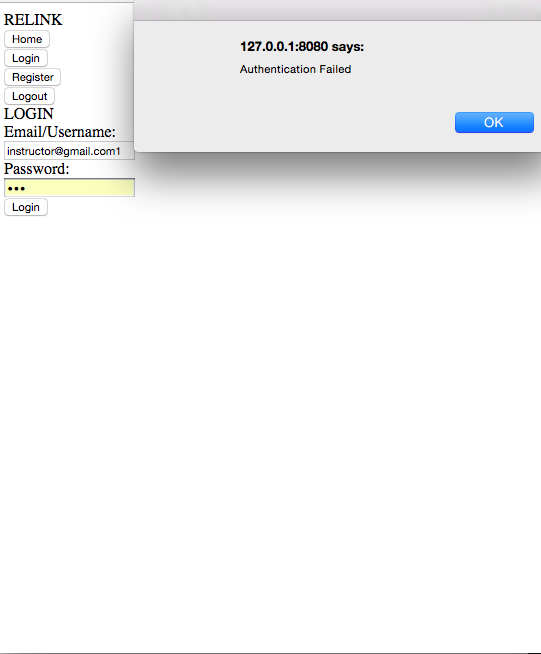 RELINK
Home
Login
Register
Logout
LOGIN
Email/Username:
instructor@gmail.com1
Password:
•••
Login
127.0.0.1:8080 says:
Authentication Failed
OK